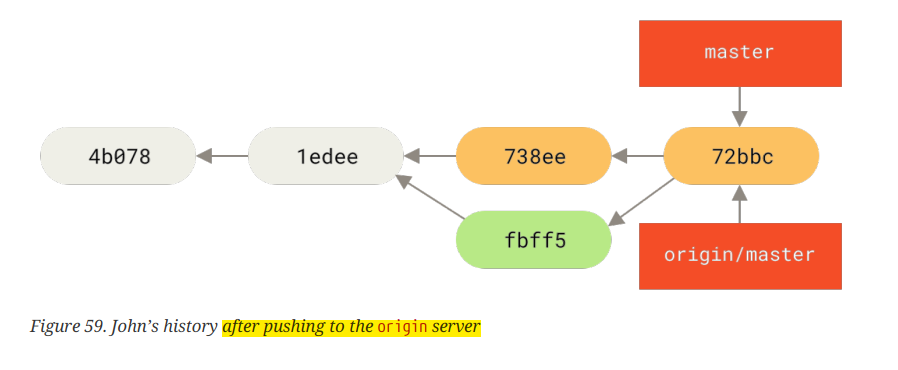 master
4b078 1edee 738ee 72bbc
fbff5
origin/master
Figure 59. John’s history after pushing to the origin server